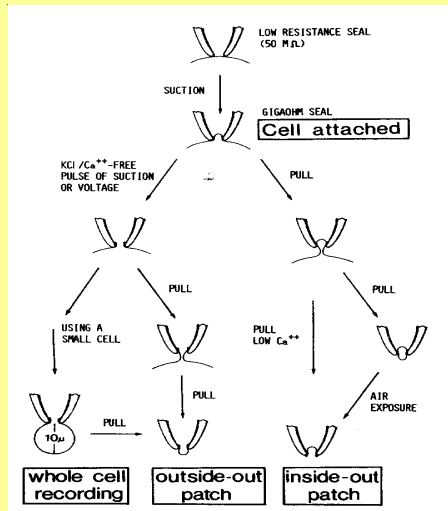 LOW RESISTANCE SEAL
(50 MΩ)
SUCTION
GIGAOHM SEAL
Cell attached
KCl/Ca++-FREE
PULSE OF SUCTION
OR VOLTAGE
PULL
PULL
USING A
SMALL CELL
PULL
LOW Ca++
PULL
PULL
AIR
EXPOSURE
10µ
PULL
whole cell
recording
outside-out
patch
inside-out
patch